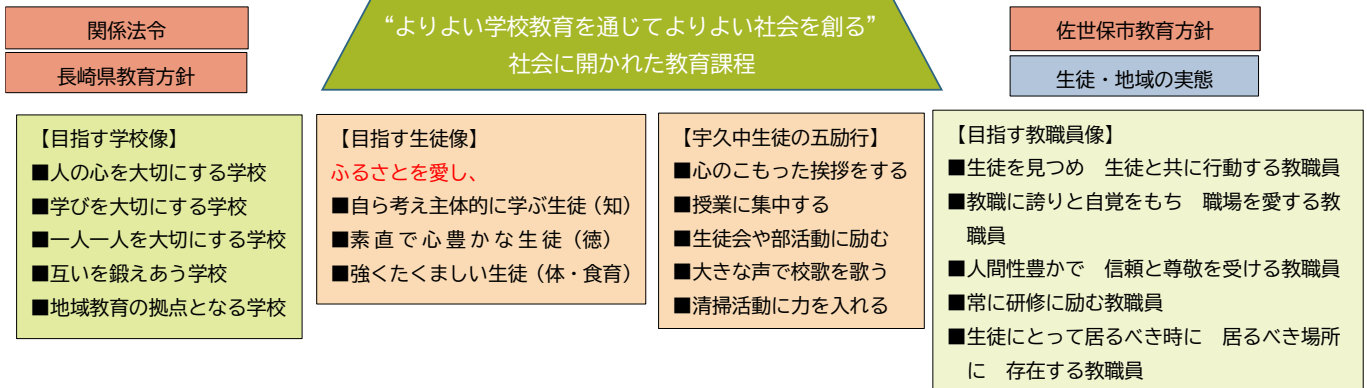 関係法令
長崎県教育方針
“よりよい学校教育を通じてよりよい社会を創る”
社会に開かれた教育課程
佐世保市教育方針
生徒・地域の実態
【目指す学校像】
■人の心を大切にする学校
■学びを大切にする学校
■一人一人を大切にする学校
■互いを鍛えあう学校
■地域教育の拠点となる学校
【目指す生徒像】
ふるさとを愛し、
■自ら考え主体的に学ぶ生徒（知）
■素直で心豊かな生徒（徳）
■強くたくましい生徒（体・食育）
【宇久中生徒の五励行】
■心のこもった挨拶をする
■授業に集中する
■生徒会や部活動に励む
■大きな声で校歌を歌う
■清掃活動に力を入れる
【目指す教職員像】
■生徒を見つめ　生徒と共に行動する教職員
■教職に誇りと自覚をもち　職場を愛する教
職員
■人間性豊かで　信頼と尊敬を受ける教職員
■常に研修に励む教職員
■生徒にとって居るべき時に　居るべき場所
に　存在する教職員